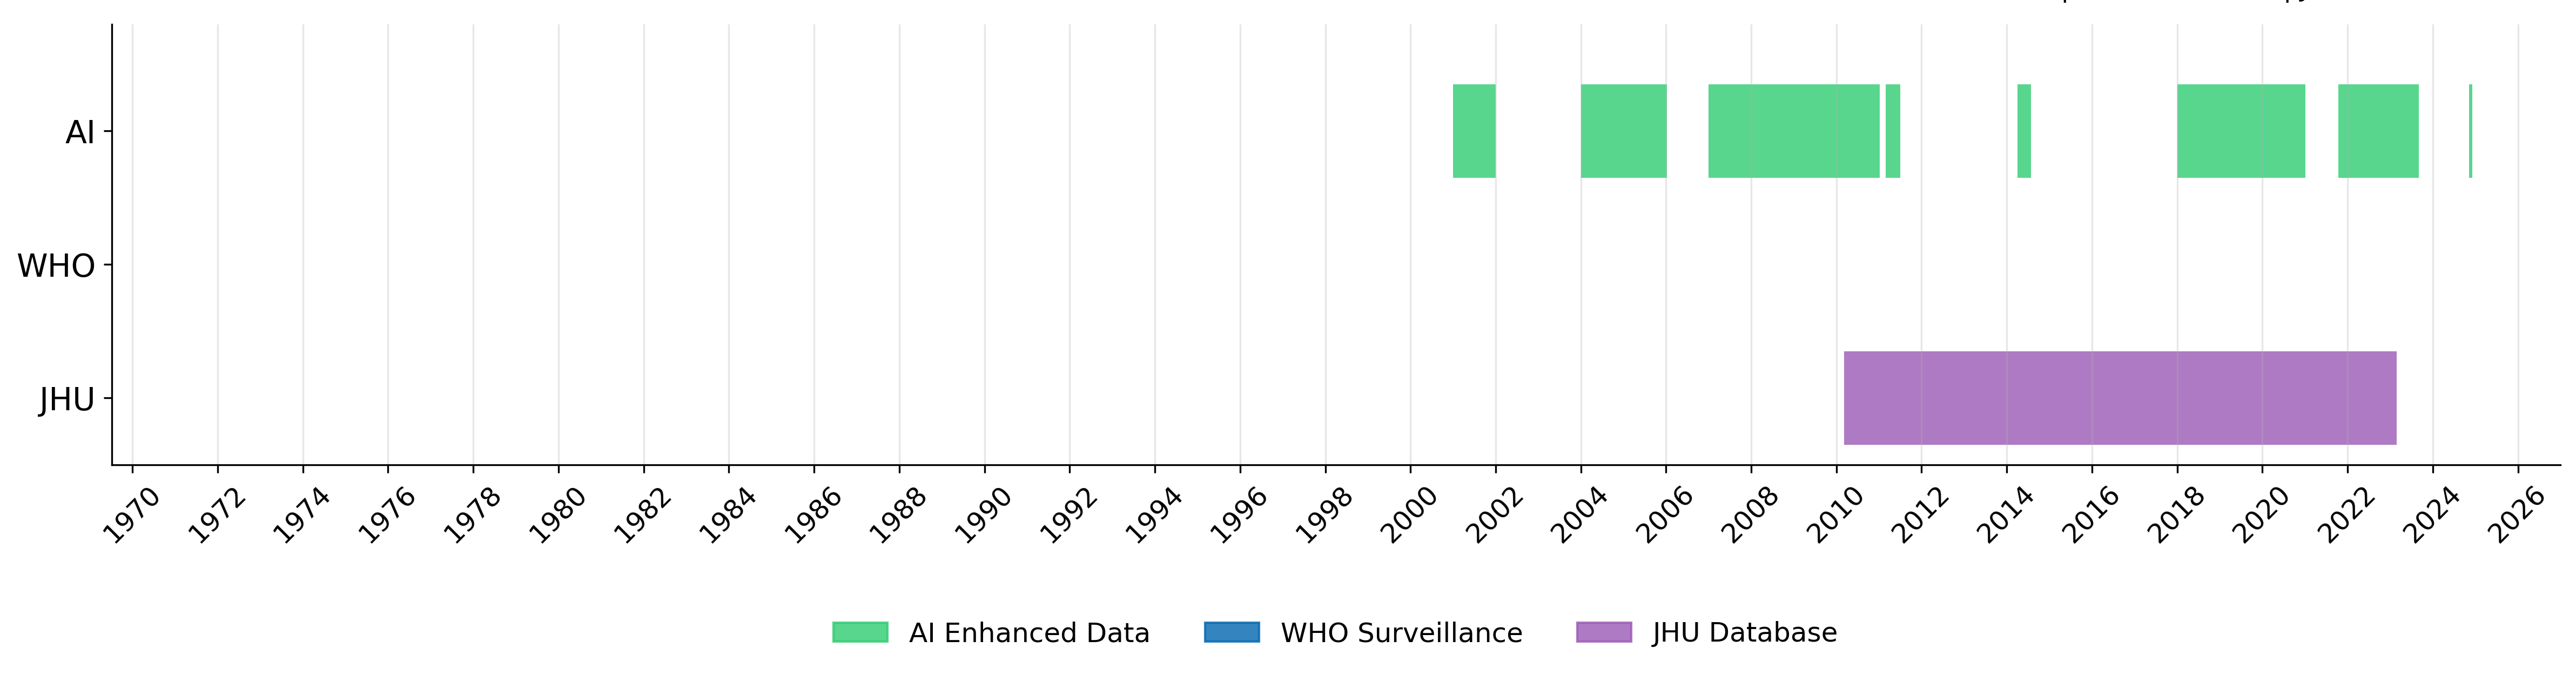 AI
WHO
JHU
1970 1972 1974 1976 1978 1980 1982 1984 1986 1988 1990 1992 1994 1996 1998 2000 2002 2004 2006 2008 2010 2012 2014 2016 2018 2020 2022 2024 2026
AI Enhanced Data WHO Surveillance JHU Database